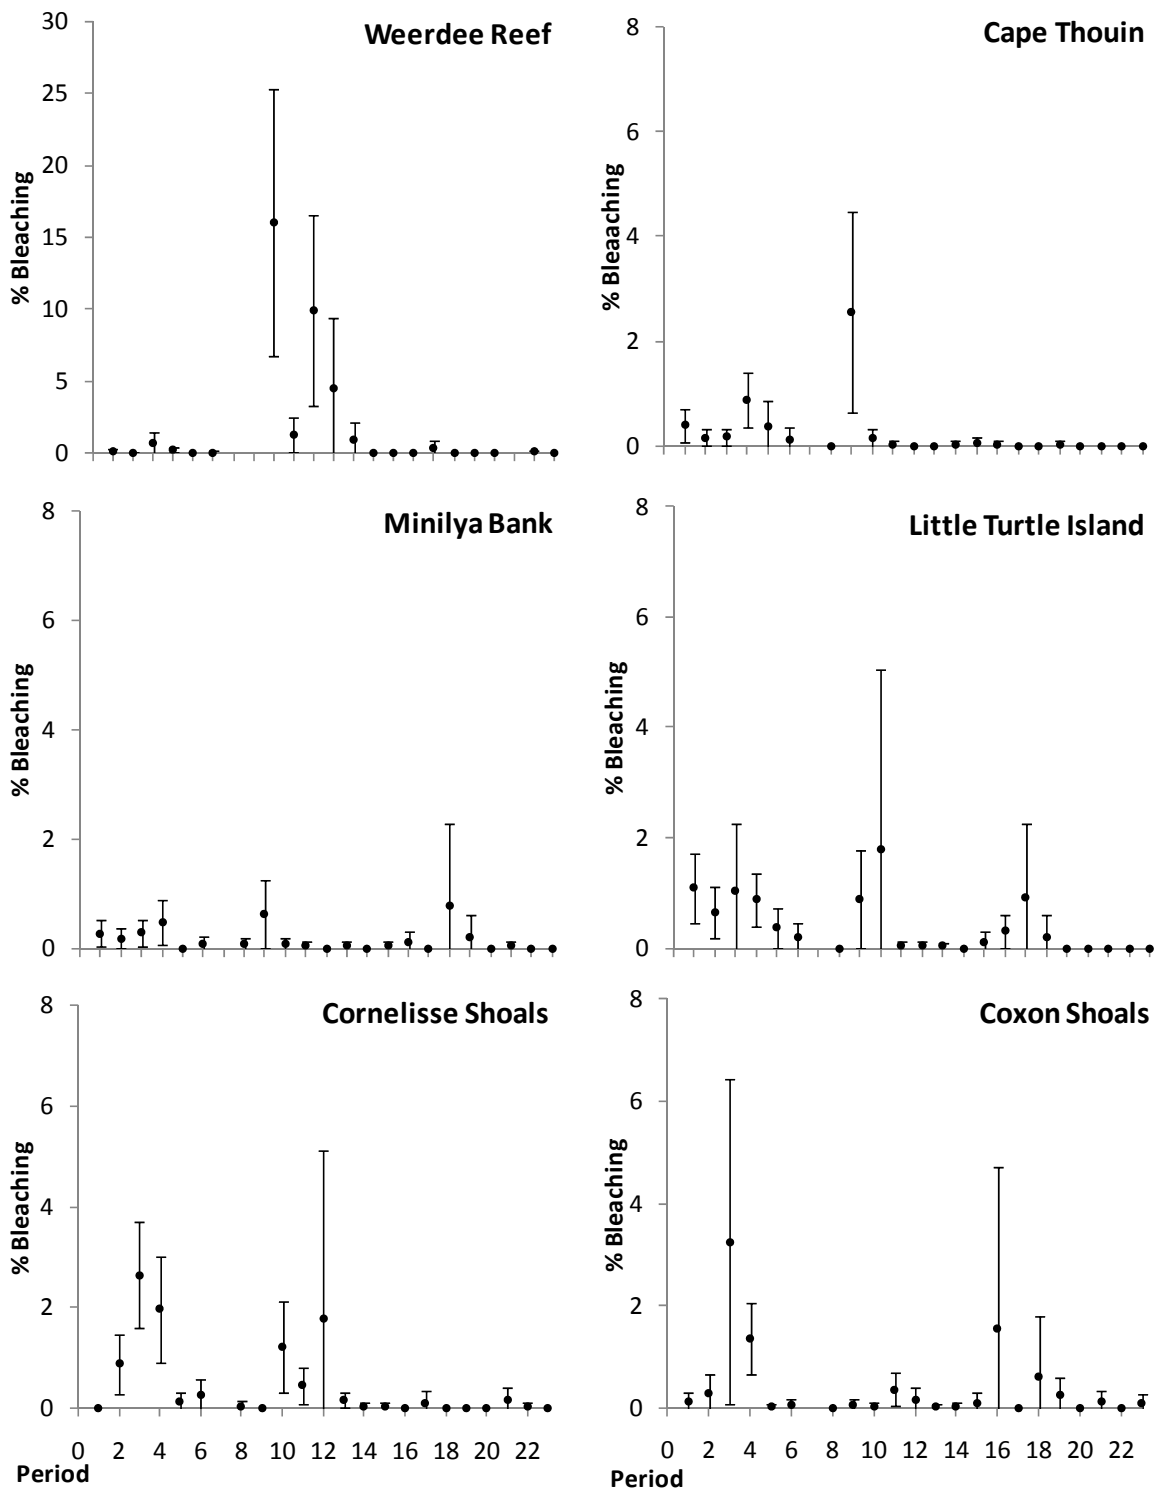 Weerdee Reef
30
25
20
15
10
5
0
% Bleaching
Cape Thouin
8
6
4
2
0
% Bleaaching
Minilya Bank
8
6
4
2
0
% Bleaching
Little Turtle Island
8
6
4
2
0
% Bleaching
Cornelisse Shoals
8
6
4
2
0
% Bleaching
0 2 4 6 8 10 12 14 16 18 20 22
Period
Coxon Shoals
8
6
4
2
0
% Bleaching
0 2 4 6 8 10 12 14 16 18 20 22
Period